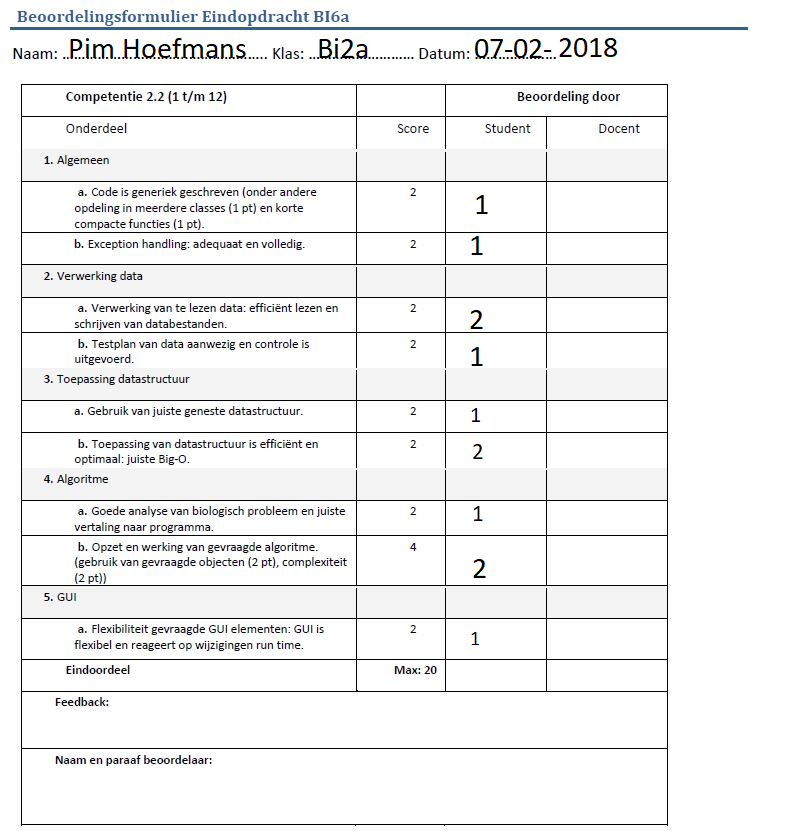 Beoordelingsformulier Eindopdracht BI6a
Naam: Pim Hoefmans Klas: Bi2a Datum: 07-02-2018
Competentie 2.2 (1 t/m 12) Beoordeling door
Onderdeel Score Student Docent
1. Algemeen
a. Code is generiek geschreven (onder andere
opdeling in meerdere classes (1 pt) en korte
compacte functies (1 pt).
2 1
b. Exception handling: adequaat en volledig. 2 1
2. Verwerking data
a. Verwerking van te lezen data: efficiënt lezen en
schrijven van databestanden.
2 2
b. Testplan van data aanwezig en controle is
uitgevoerd.
2 1
3. Toepassing datastructuur
a. Gebruik van juiste geneste datastructuur. 2 1
b. Toepassing van datastructuur is efficiënt en
optimaal: juiste Big-O.
2 2
4. Algoritme
a. Goede analyse van biologisch probleem en juiste
vertaling naar programma.
2 1
b. Opzet en werking van gevraagde algoritme.
(gebruik van gevraagde objecten (2 pt), complexiteit
(2 pt))
4 2
5. GUI
a. Flexibiliteit gevraagde GUI elementen: GUI is
flexibel en reageert op wijzigingen run time.
2 1
Eindoordeel Max: 20
Feedback:
Naam en paraaf beoordelaar: